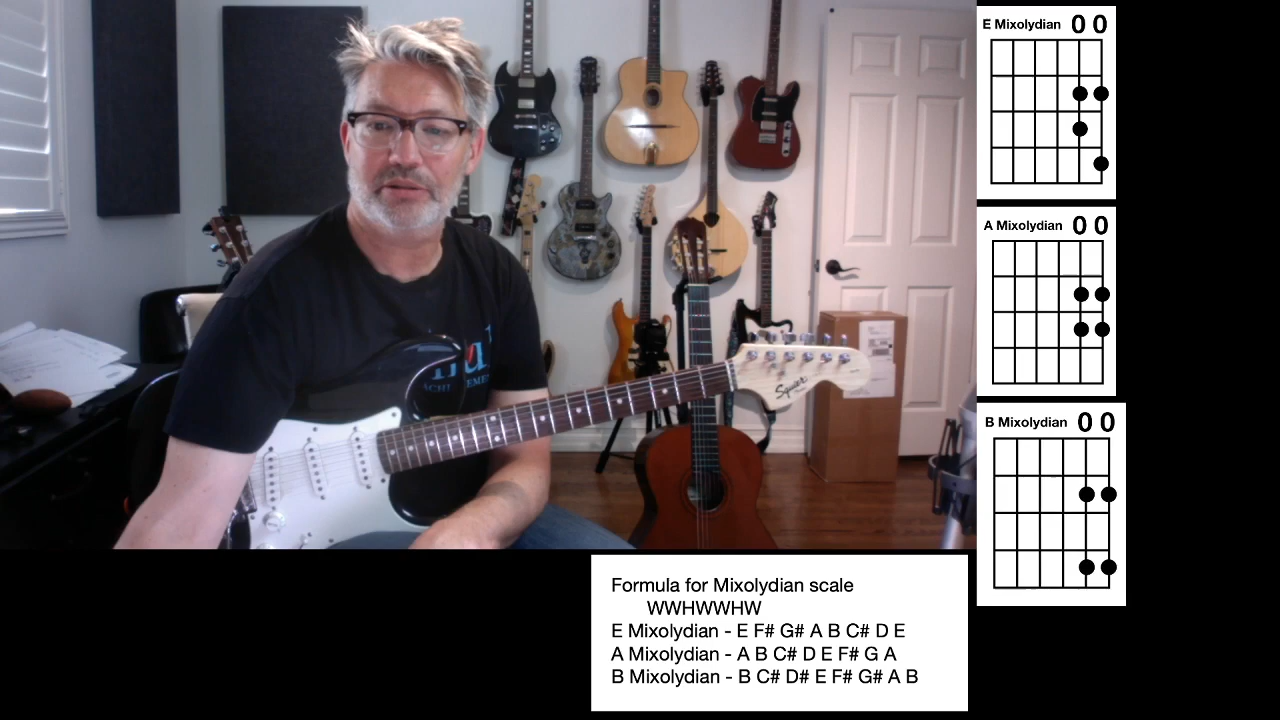 E Mixolydian 0 0
A Mixolydian 0 0
B Mixolydian 0 0
Squier
Formula for Mixolydian scale
WWHWWHW
E Mixolydian - E F# G# A B C# D E
A Mixolydian - A B C# D E F# G A
B Mixolydian - B C# D# E F# G# A B